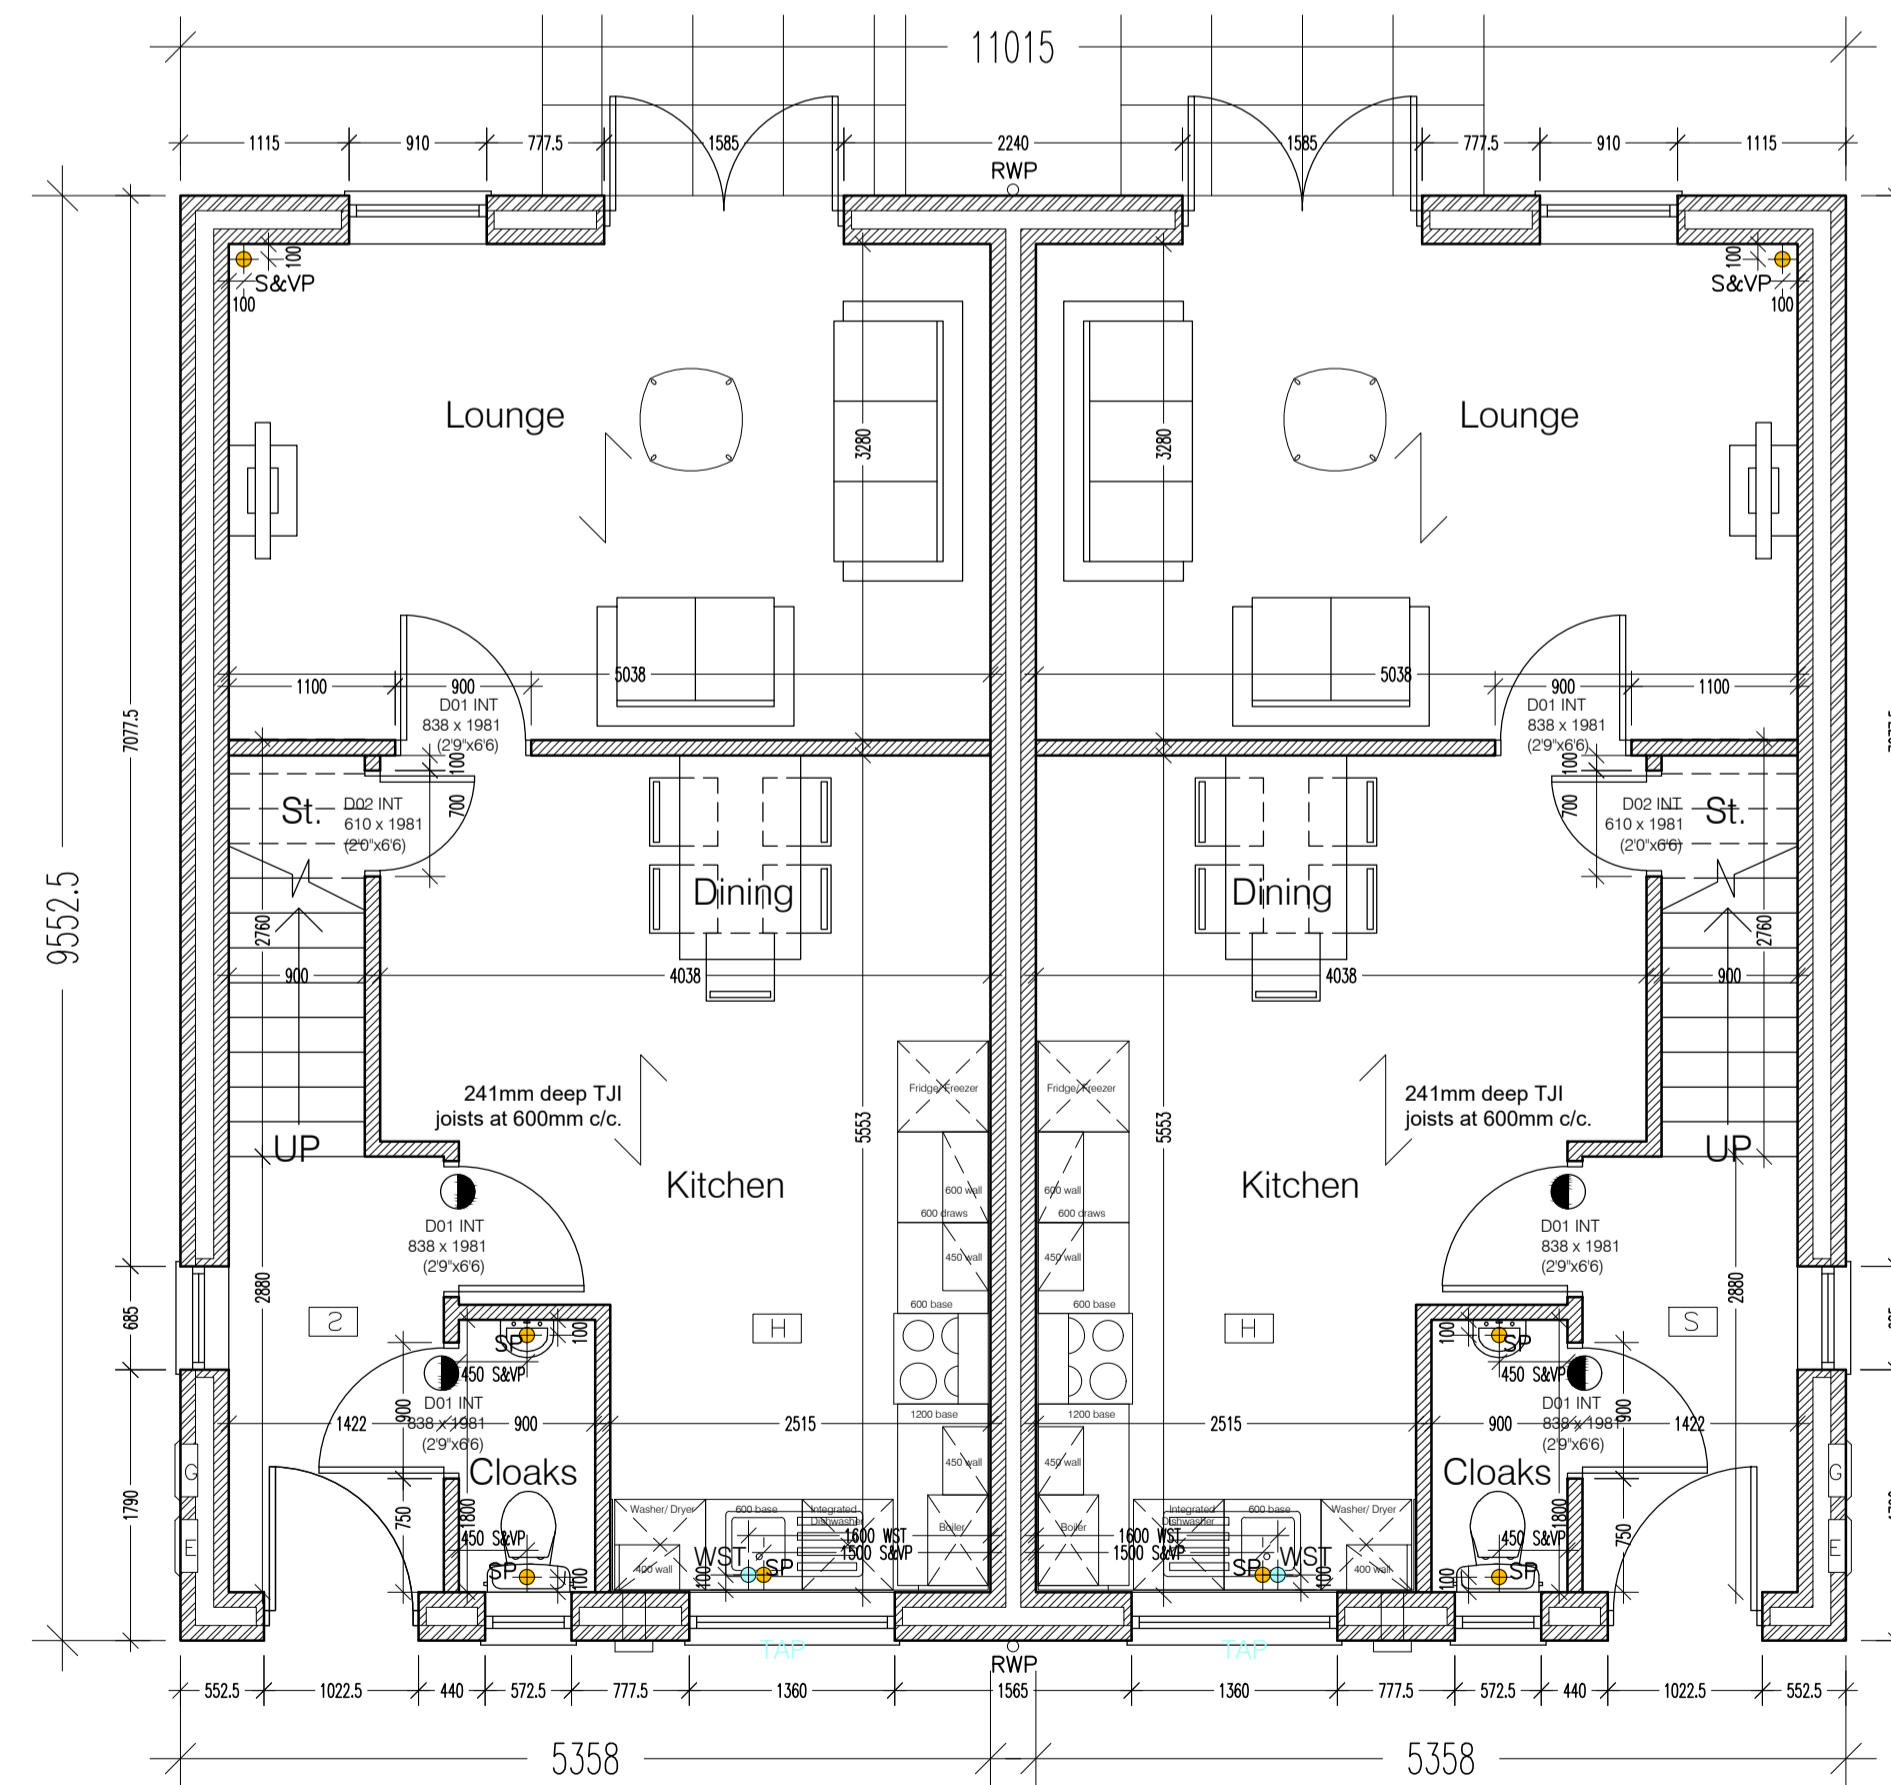 11015
1115 910 777.5 1585 2240 1585 777.5 910 1115
RWP
100 100
S&VP S&VP
100 100
Lounge Lounge
3280 3280
9552.5
7077.5
5038 5038
1100 900 900 1100
D01 INT D01 INT
838 x 1981 838 x 1981
(2'9"x6'6) (2'9"x6'6)
100 100
700 700
St. D02 INT D02 INT St.
610 x 1981 610 x 1981
(2'0"x6'6) (2'0"x6'6)
Dining Dining
2760 2760
900 4038 4038 900
Fridge/Freezer Fridge/Freezer
241mm deep TJI 241mm deep TJI
joists at 600mm c/c. joists at 600mm c/c.
5553 5553
UP UP
Kitchen Kitchen
600 wall 600 wall
600 draws 600 draws
D01 INT D01 INT
838 x 1981 838 x 1981
(2'9"x6'6) (2'9"x6'6)
450 wall 450 wall
2880 2880
600 base 600 base
685
S H H S
100 100
SP SP
450 S&VP 450 S&VP
D01 INT D01 INT
838 x 1981 838 x 1981
(2'9"x6'6) (2'9"x6'6)
900 900
1200 base 1200 base
1422 900 2515 2515 900 1422
450 wall 450 wall
G Cloaks Cloaks G
1790
750 1800 1800 750
Washer/ Dryer 600 base Integrated Dishwasher Integrated Dishwasher 600 base Washer/ Dryer
Boiler Boiler
450 S&VP 1600 WST 1600 WST 450 S&VP
1500 S&VP 1500 S&VP
E E
WST WST
SP SP SP SP
400 wall 400 wall
100 100 100 100
TAP TAP
RWP
552.5 1022.5 440 572.5 777.5 1360 1565 1360 777.5 572.5 440 1022.5 552.5
5358 5358